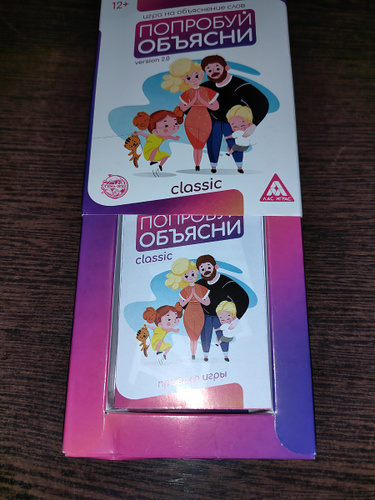 12+
игра на объяснение слов
ПОПРОБУЙ
ОБЪЯСНИ
version 2.0
classic
ЛАС ИГРАС
ПОПРОБУЙ
ОБЪЯСНИ
classic
правила игры